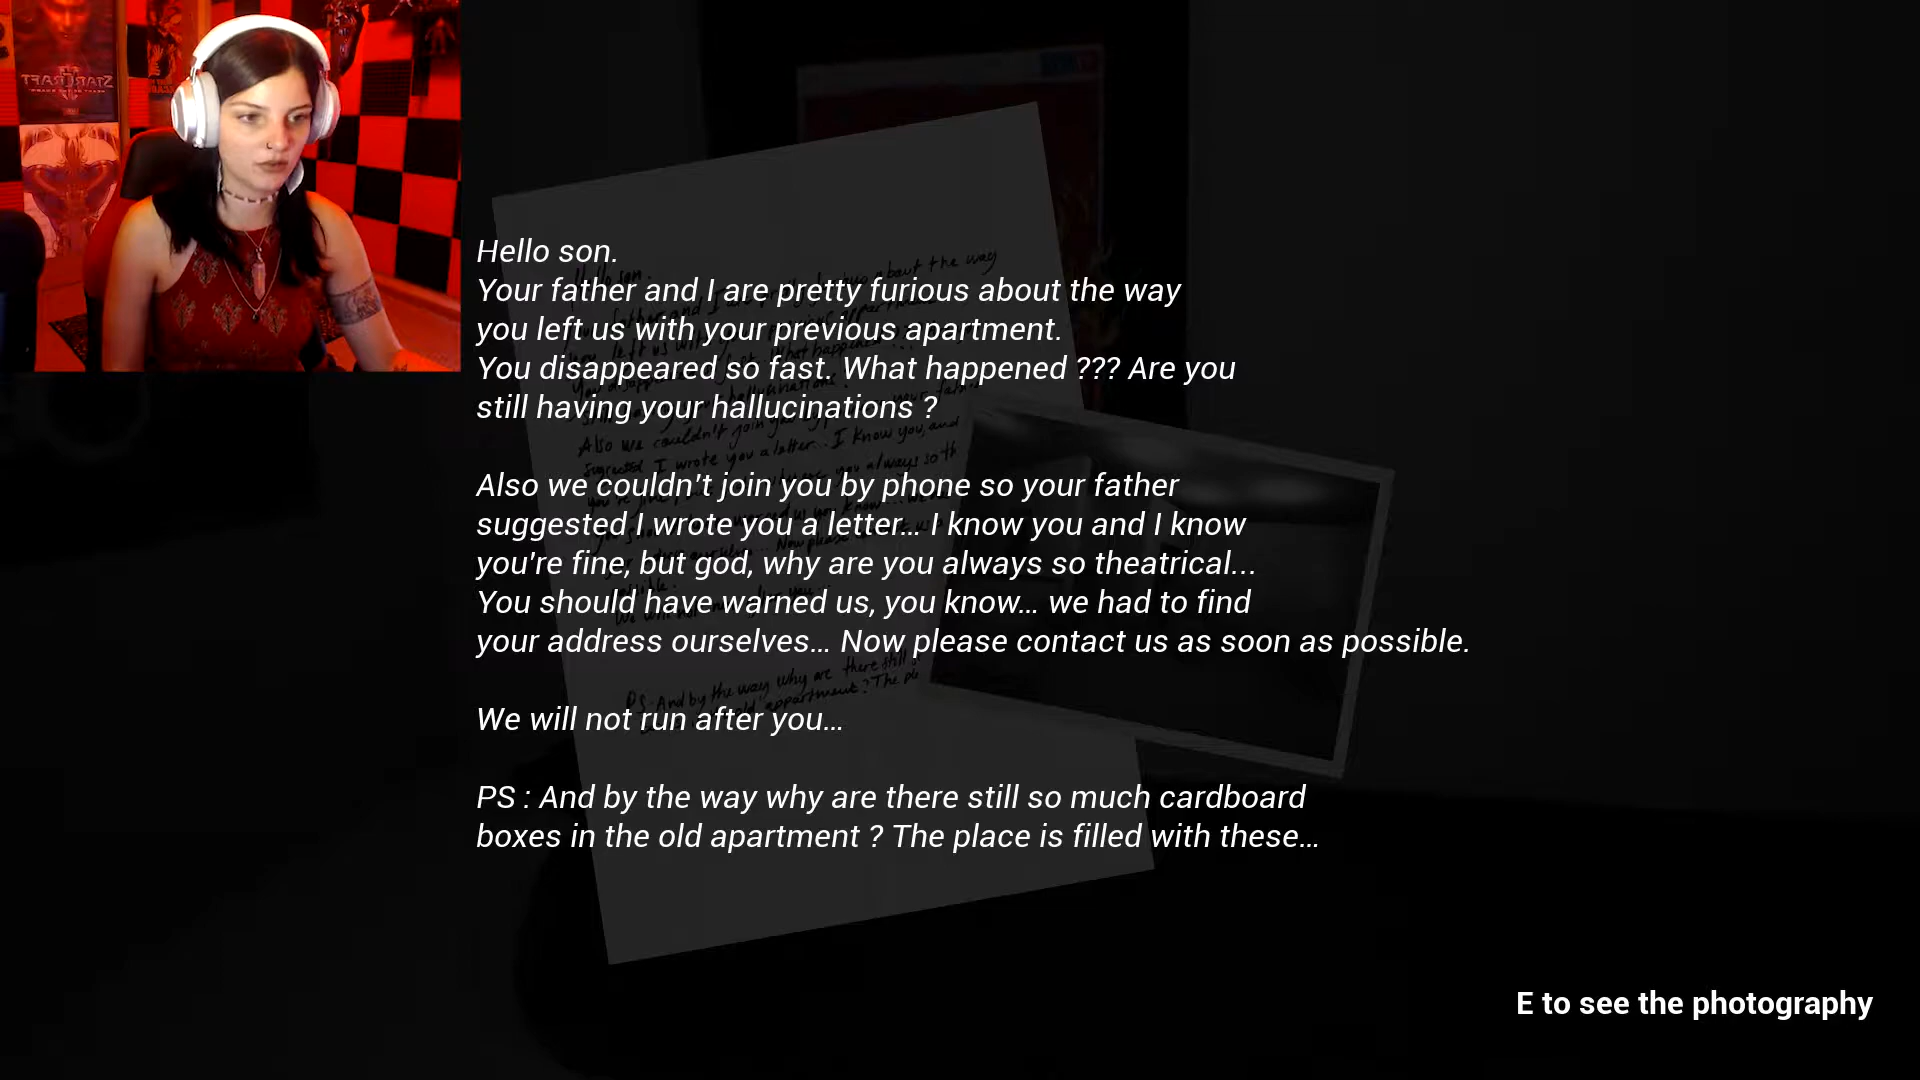 STARCRAFT
Hello son.
Your father and I are pretty furious about the way
you left us with your previous apartment.
You disappeared so fast. What happened ??? Are you
still having your hallucinations ?
Also we couldn't join you by phone so your father
suggested I wrote you a letter... I know you and I know
you're fine, but god, why are you always so theatrical...
You should have warned us, you know... we had to find
your address ourselves... Now please contact us as soon as possible.
We will not run after you...
PS : And by the way why are there still so much cardboard
boxes in the old apartment ? The place is filled with these...
E to see the photography